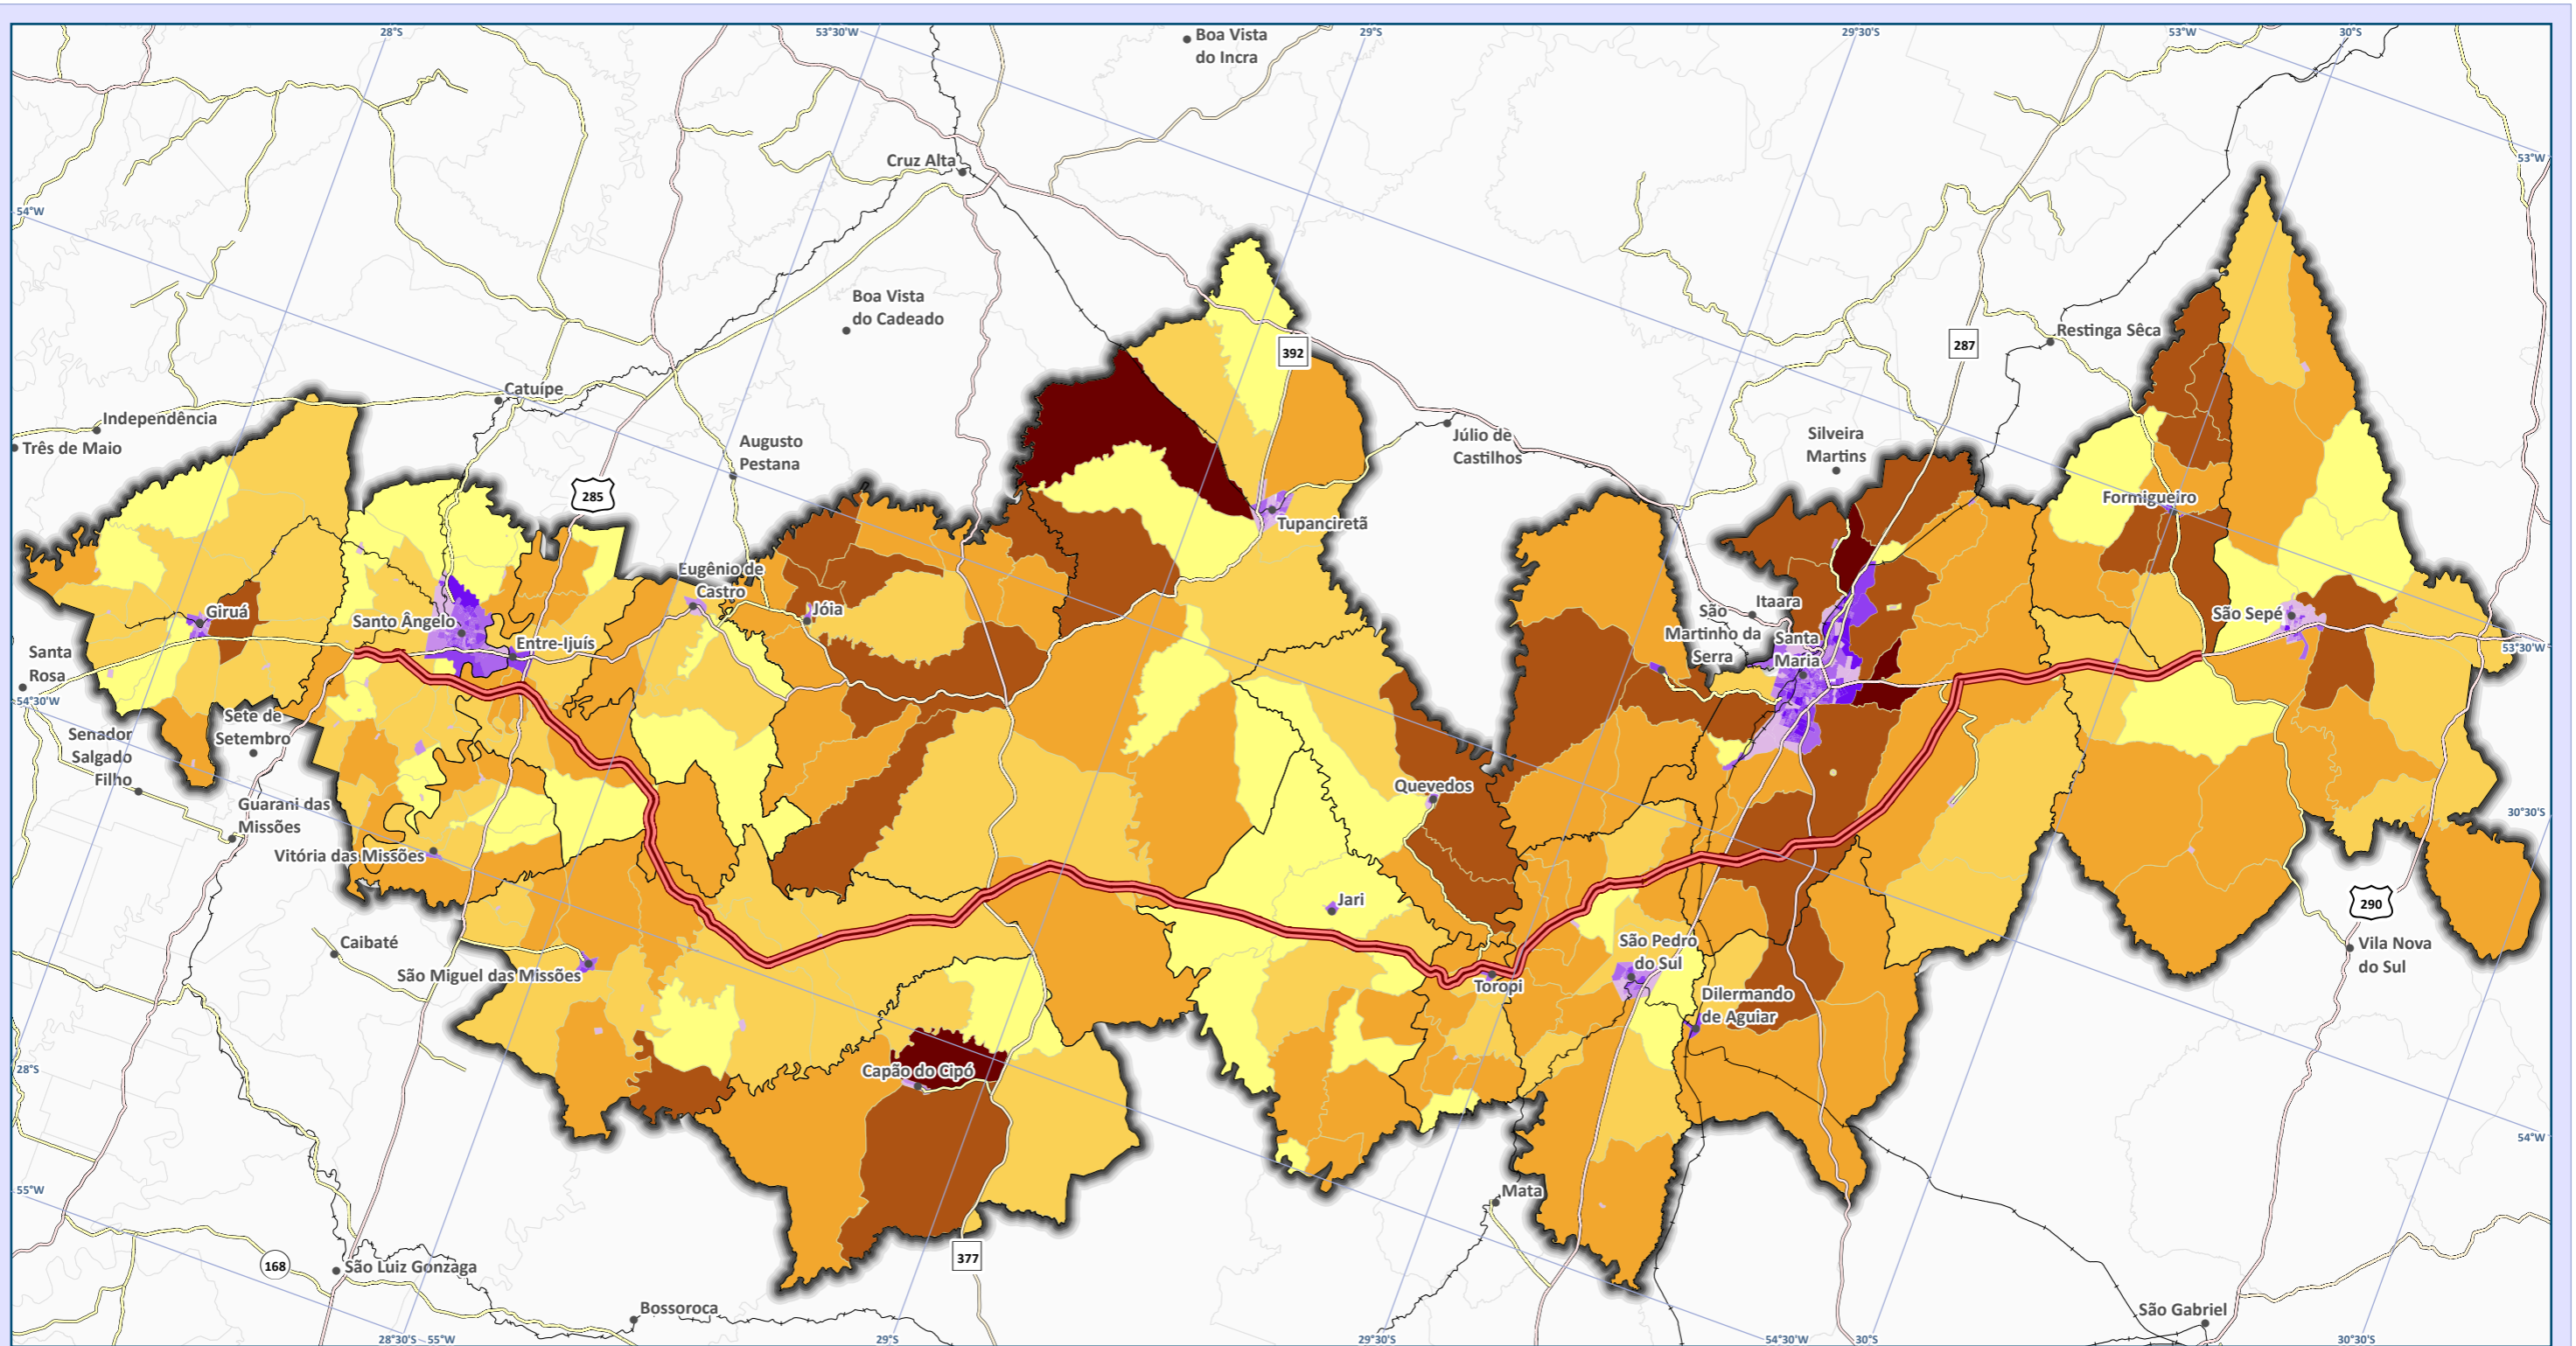 28°S
53°30'W
29°S
29°30'S
53°W
30°S
Boa Vista
do Incra
Cruz Alta
53°W
54°W
Boa Vista
do Cadeado
392
287
Restinga Sêca
Catuípe
Independência
Três de Maio
Augusto
Pestana
Júlio de
Castilhos
Silveira
Martins
285
Formigueiro
Tupanciretã
Eugênio de
Castro
Jóia
Giruá
Santo Ângelo
Entre-Ijuís
Itaara
São
Martinho da
Serra
Santa
Maria
São Sepé
53°30'W
Santa
Rosa
54°30'W
Sete de
Setembro
Senador
Salgado
Filho
Guarani das
Missões
Quevedos
30°30'S
Vitória das Missões
Jari
290
Caibaté
São Miguel das Missões
São Pedro
do Sul
Vila Nova
do Sul
Toropi
Dilermando
de Aguiar
28°S
Capão do Cipó
54°W
55°W
Mata
377
168
São Luiz Gonzaga
Bossoroca
São Gabriel
28°30'S
55°W
29°S
29°30'S
54°30'W
30°S
30°30'S